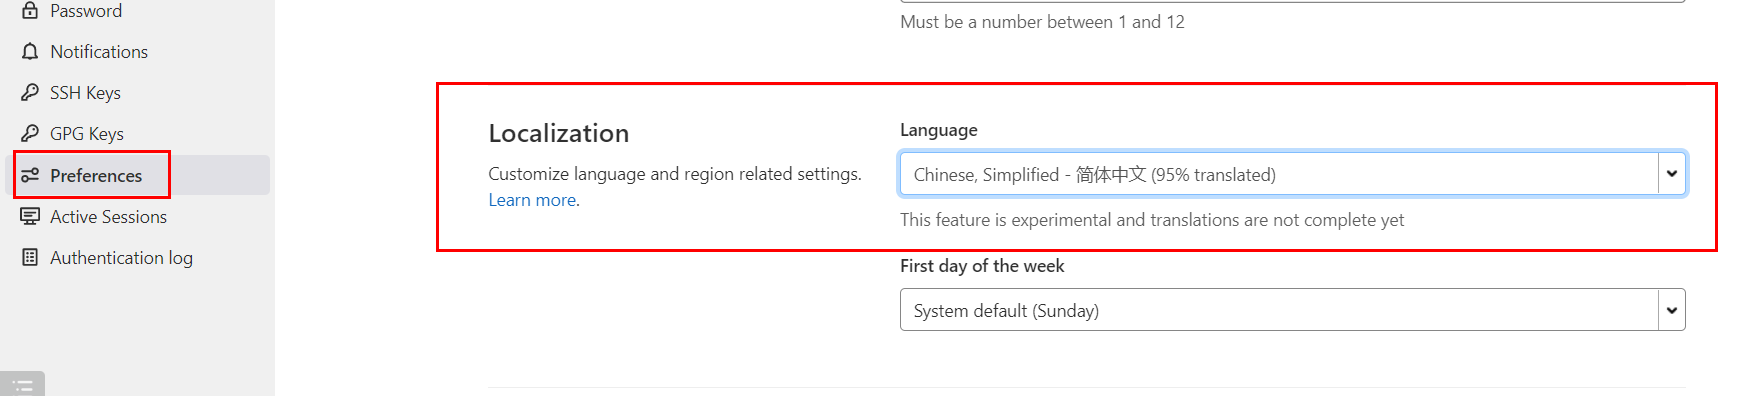 Password
Notifications
SSH Keys
GPG Keys
Preferences
Active Sessions
Authentication log
Must be a number between 1 and 12
Localization
Customize language and region related settings.
Learn more.
Language
Chinese, Simplified - 简体中文 (95% translated)
This feature is experimental and translations are not complete yet
First day of the week
System default (Sunday)